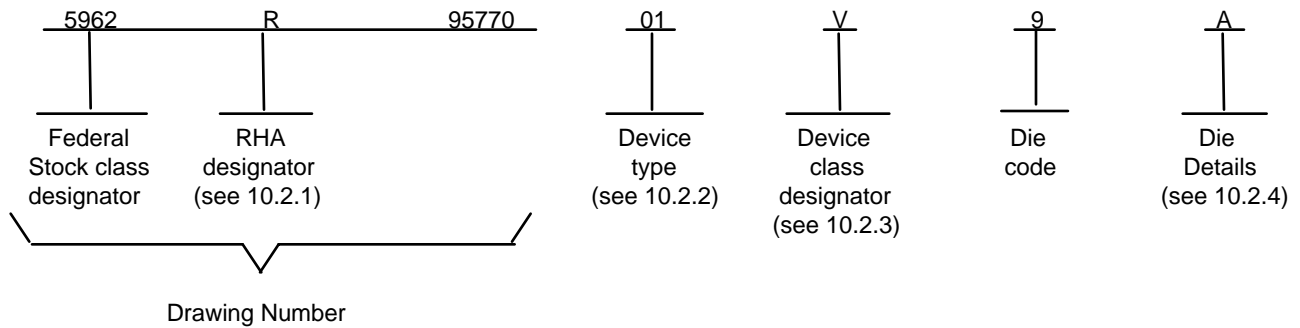 5962 R 95770 01 V 9 A
Federal Stock class designator
RHA designator (see 10.2.1)
Device type (see 10.2.2)
Device class designator (see 10.2.3)
Die code
Die Details (see 10.2.4)
Drawing Number